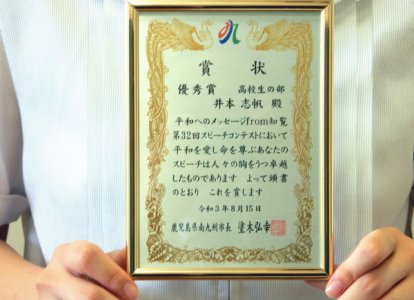 賞状
優秀賞 高校生の部
井本 志帆 殿
平和へのメッセージfrom知覧
第32回スピーチコンテストにおいて
平和を愛し命を尊ぶあなたの
スピーチは人々の胸をうつ卓越
したものであります よって頭書
のとおり これを賞します
令和3年8月15日
鹿児島県南九州市長 塗木弘幸